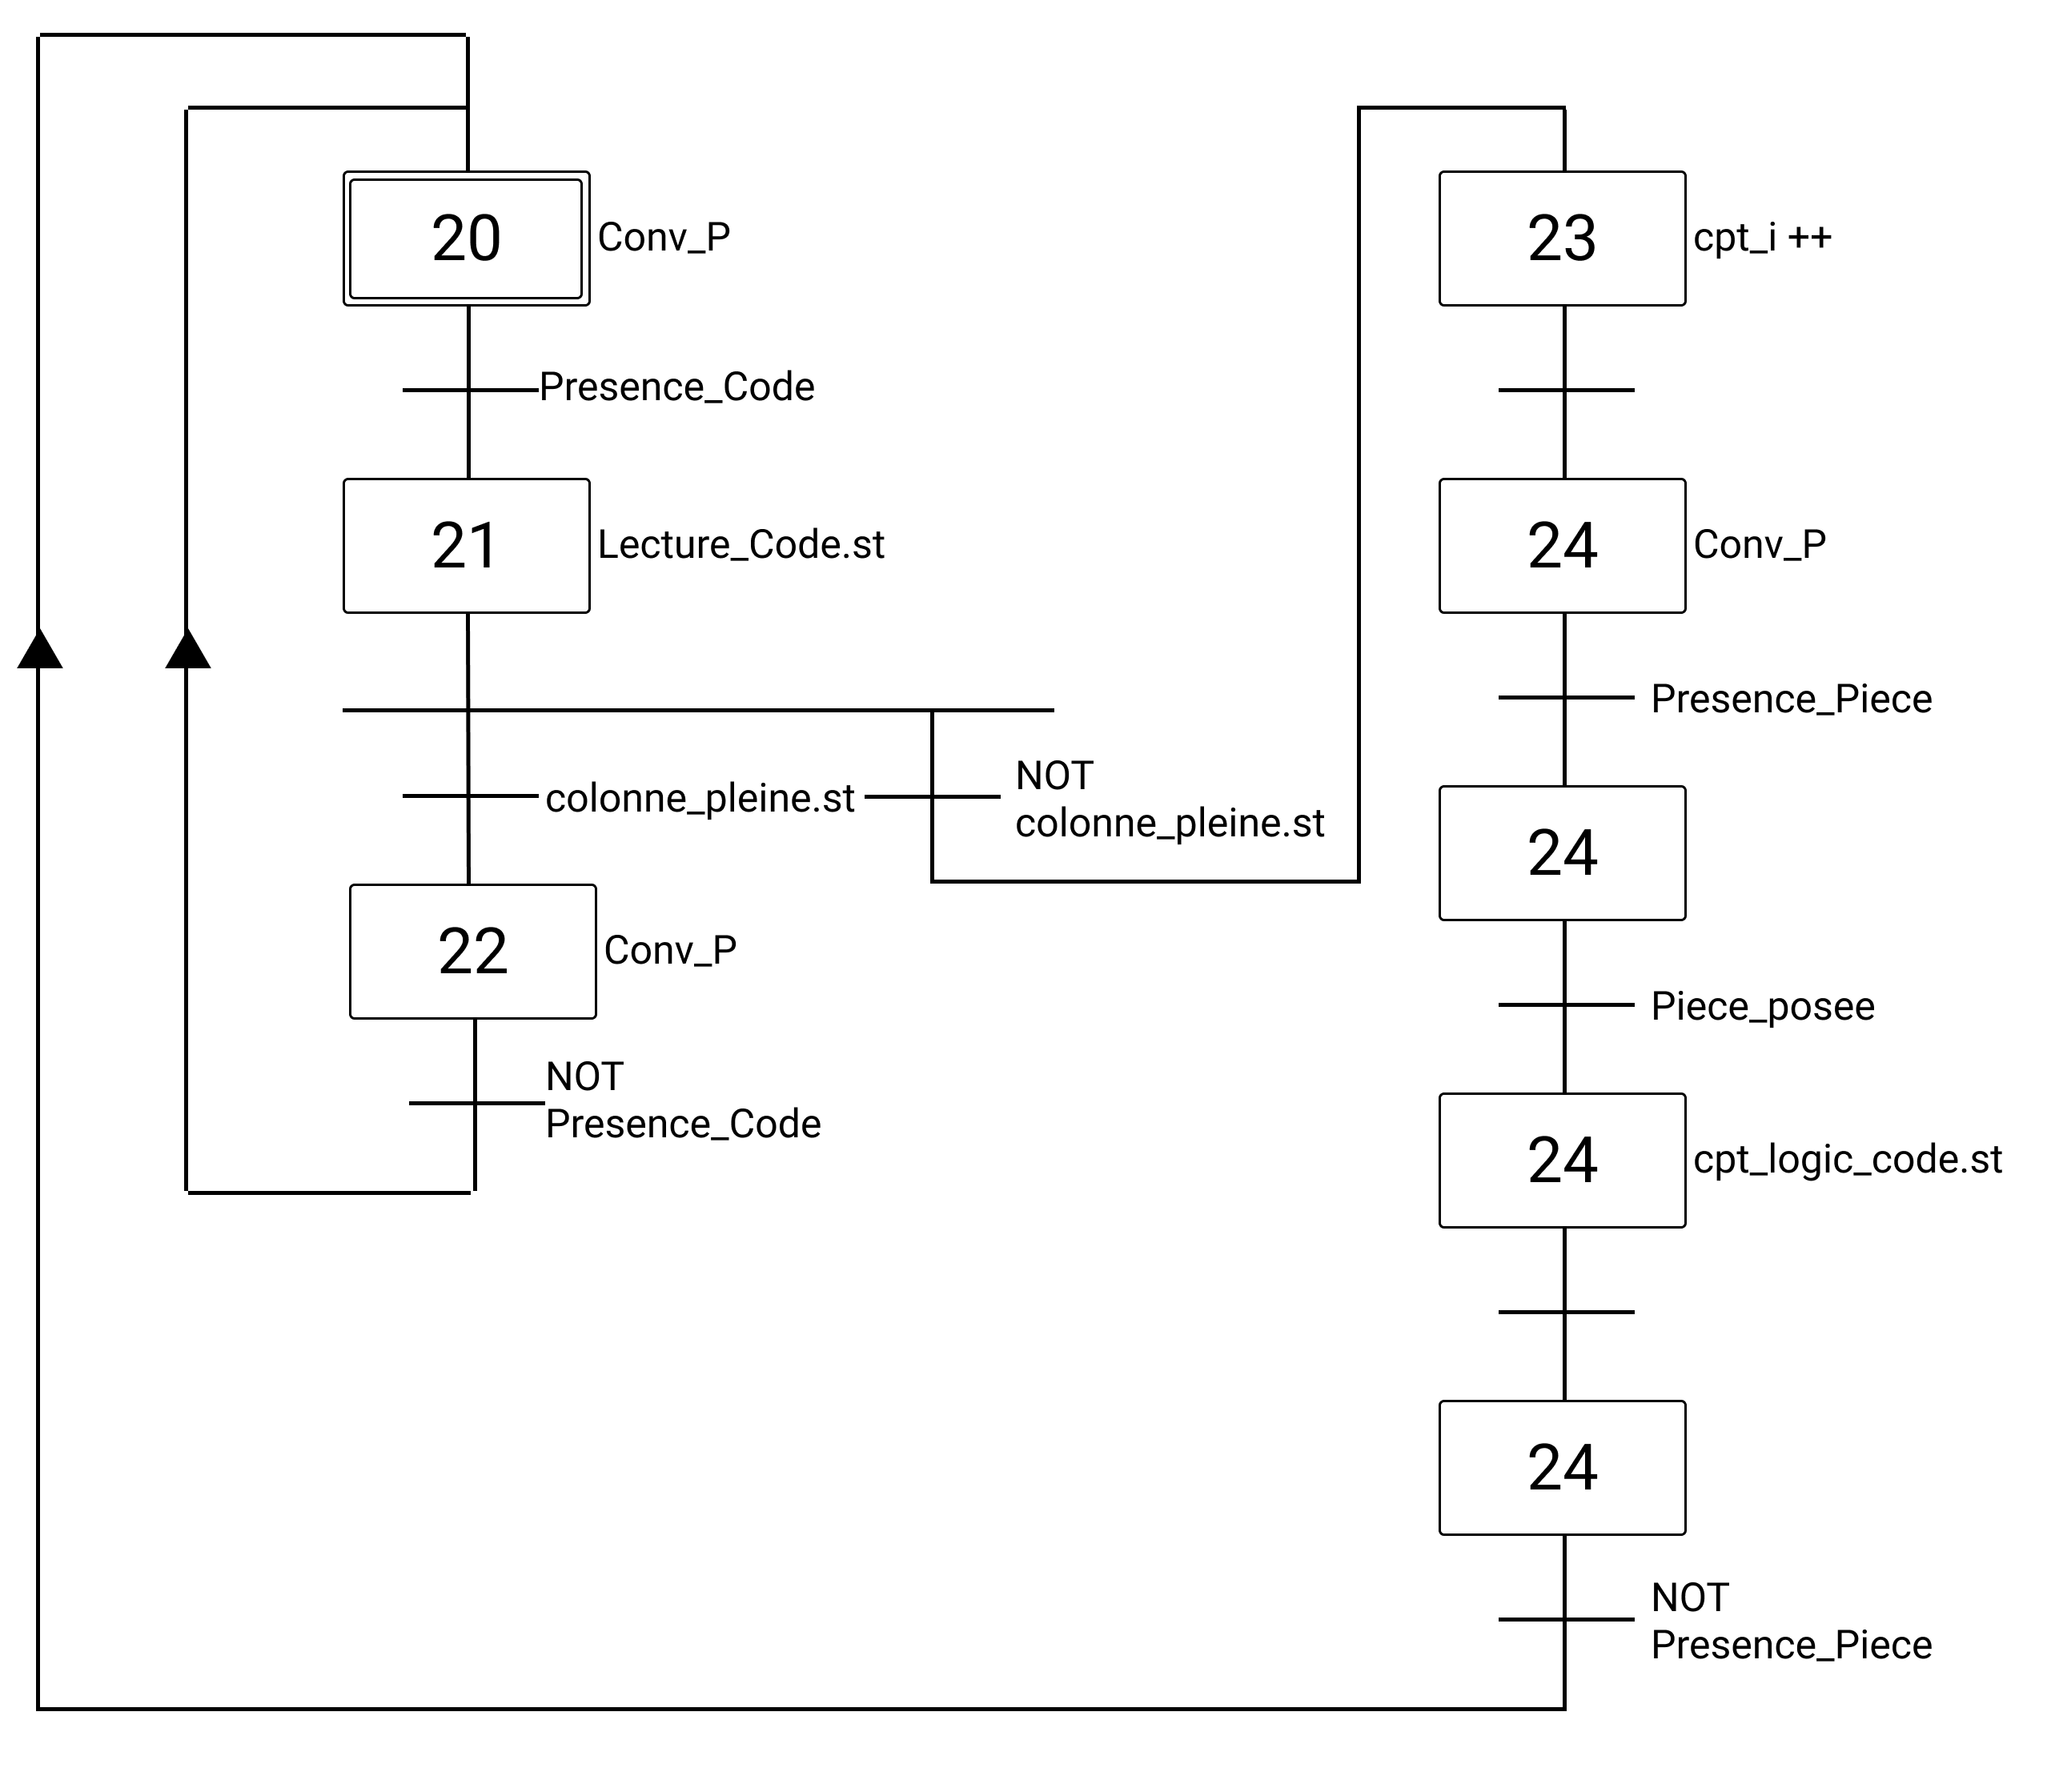 20
Conv_P
Presence_Code
21
Lecture_Code.st
colonne_pleine.st
NOT
colonne_pleine.st
22
Conv_P
NOT
Presence_Code
23
cpt_i ++
24
Conv_P
Presence_Piece
24
Piece_posee
24
cpt_logic_code.st
24
NOT
Presence_Piece